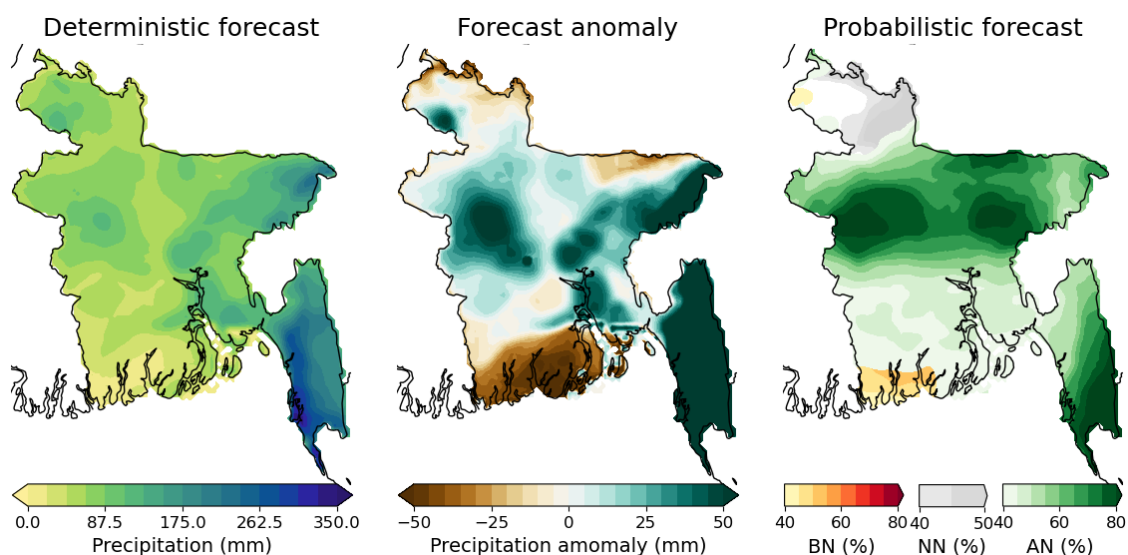 Deterministic forecast
Forecast anomaly
Probabilistic forecast
0.0 87.5 175.0 262.5 350.0
Precipitation (mm)
−50 −25 0 25 50
Precipitation amomaly (mm)
40 60 80
BN (%)
40 50
NN (%)
40 60 80
AN (%)